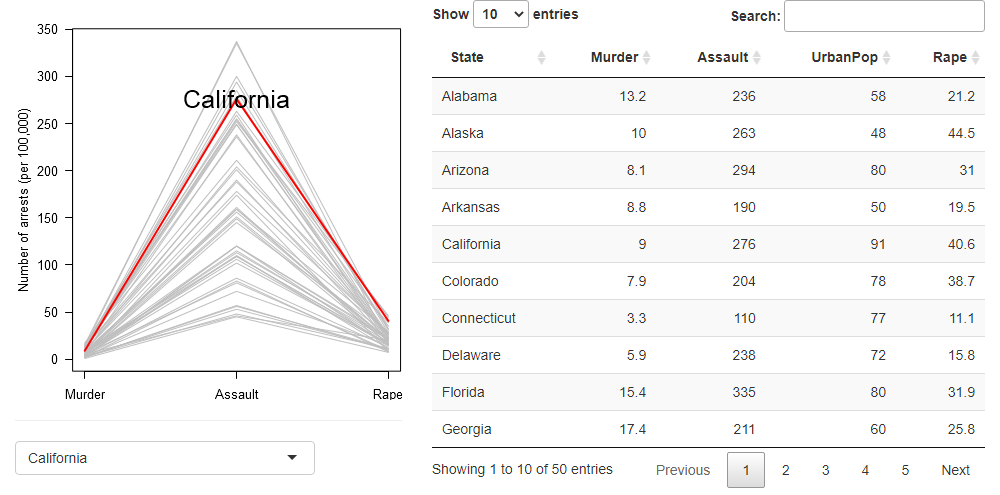 350
300
250
200
150
100
50
0
Number of arrests (per 100,000)
California
Murder Assault Rape
California
Show 10 entries Search:
State Murder Assault UrbanPop Rape
Alabama 13.2 236 58 21.2
Alaska 10 263 48 44.5
Arizona 8.1 294 80 31
Arkansas 8.8 190 50 19.5
California 9 276 91 40.6
Colorado 7.9 204 78 38.7
Connecticut 3.3 110 77 11.1
Delaware 5.9 238 72 15.8
Florida 15.4 335 80 31.9
Georgia 17.4 211 60 25.8
Showing 1 to 10 of 50 entries Previous 1 2 3 4 5 Next